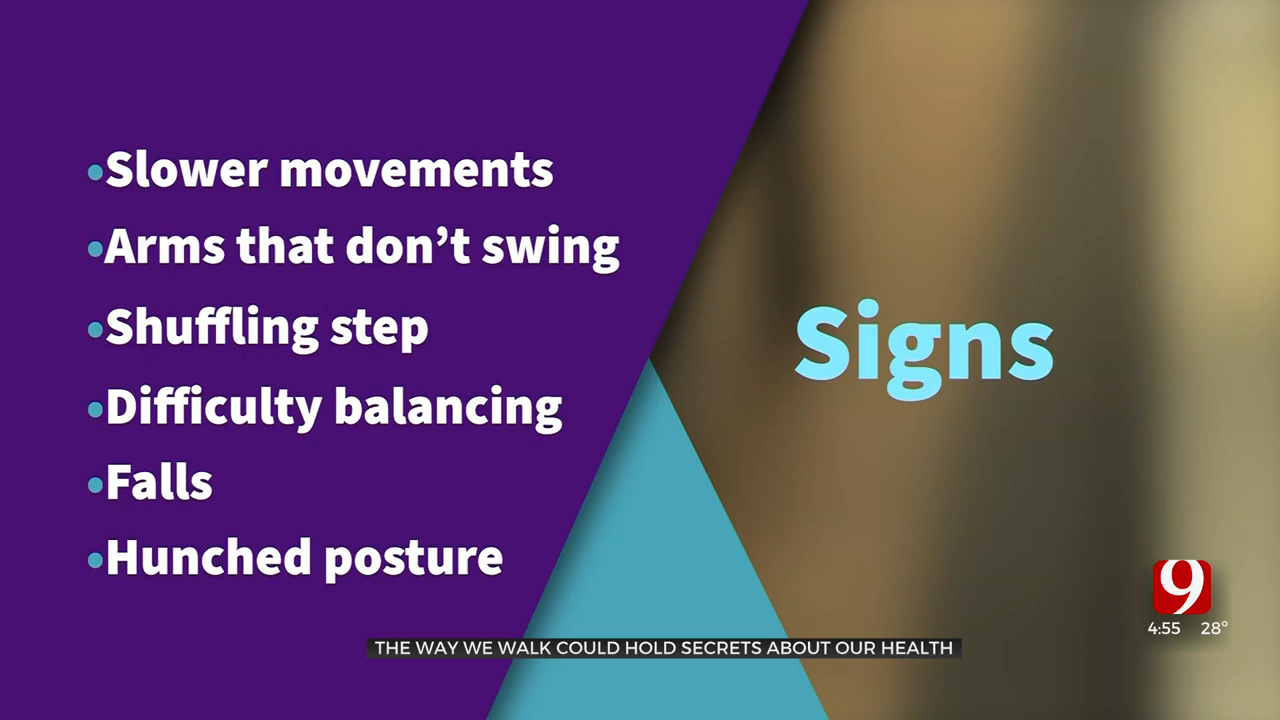 •Slower movements
•Arms that don’t swing
•Shuffling step
•Difficulty balancing
•Falls
•Hunched posture
Signs
9
4:55 28°
THE WAY WE WALK COULD HOLD SECRETS ABOUT OUR HEALTH